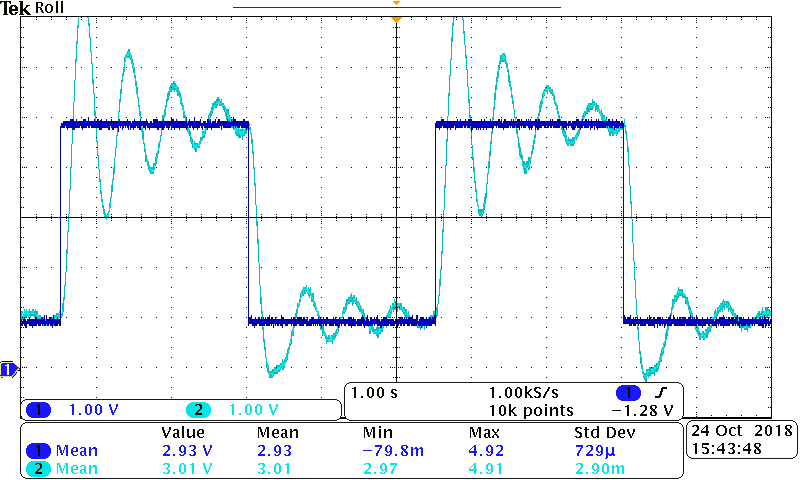 Tek Roll
1
1 1.00 V 2 1.00 V
1.00 s 1.00kS/s 1
10k points −1.28 V
Value Mean Min Max Std Dev
1 Mean 2.93 V 2.93 −79.8m 4.92 729μ
2 Mean 3.01 V 3.01 2.97 4.91 2.90m
24 Oct 2018
15:43:48